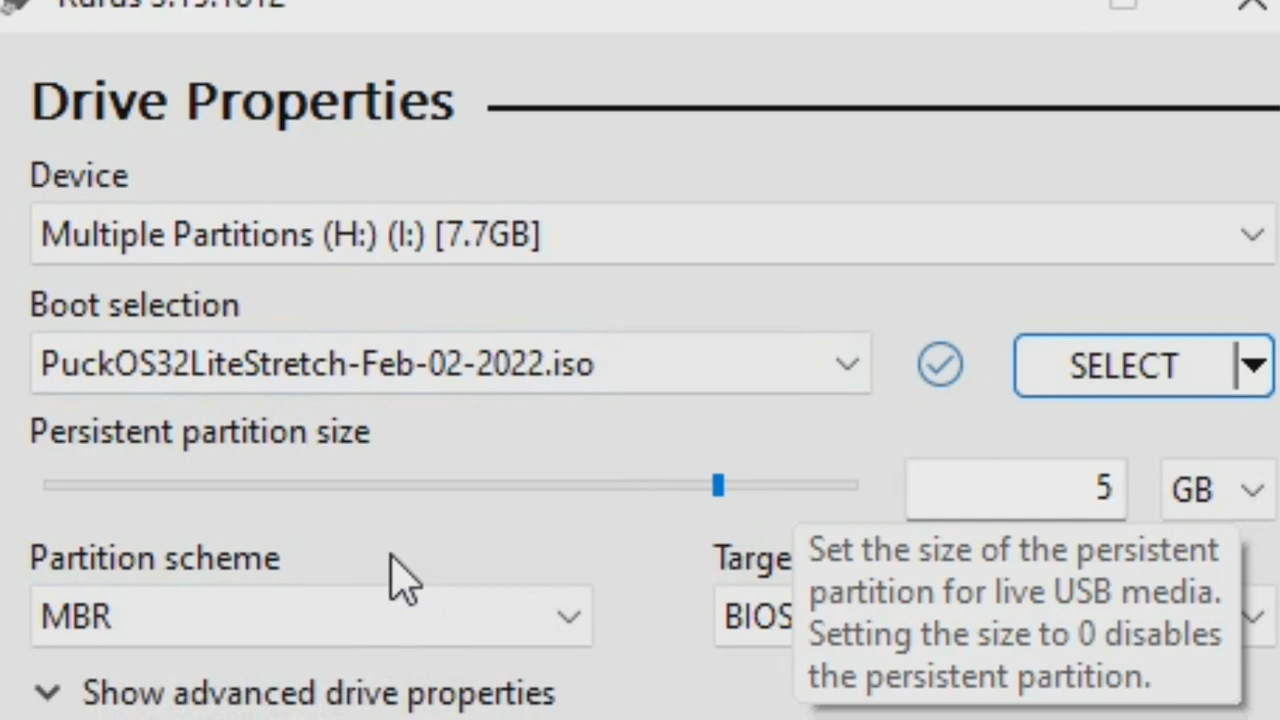 Drive Properties
Device
Multiple Partitions (H:) (I:) [7.7GB]
Boot selection
PuckOS32LiteStretch-Feb-02-2022.iso
SELECT
Persistent partition size
5
GB
Partition scheme
Targe
MBR
BIOS
Set the size of the persistent
partition for live USB media.
Setting the size to 0 disables
the persistent partition.
Show advanced drive properties